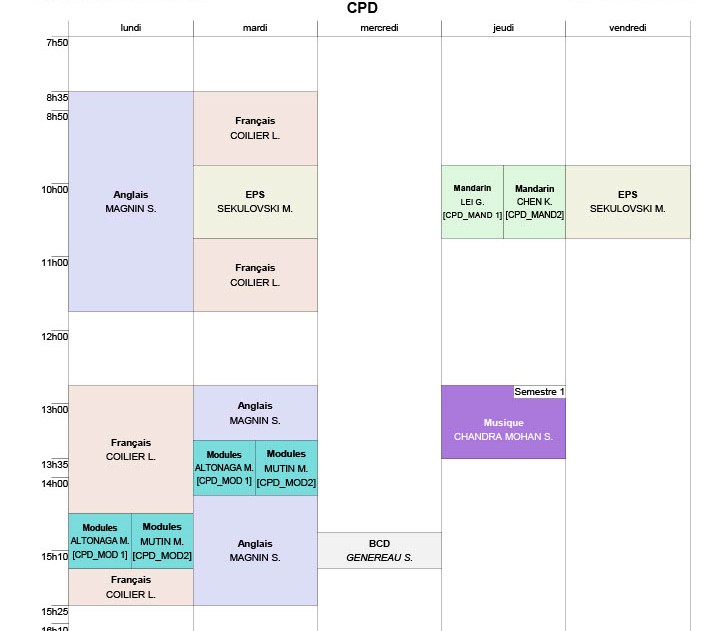 CPD
lundi mardi mercredi jeudi vendredi
7h50
8h35
8h50
10h00
11h00
12h00
13h00
13h35
14h00
15h10
15h25
16h10
Anglais
MAGNIN S.
Français
COILIER L.
Modules
ALTONAGA M.
[CPD_MOD 1]
Modules
MUTIN M.
[CPD_MOD2]
Français
COILIER L.
Français
COILIER L.
EPS
SEKULOVSKI M.
Français
COILIER L.
Anglais
MAGNIN S.
Modules
ALTONAGA M.
[CPD_MOD 1]
Modules
MUTIN M.
[CPD_MOD2]
Anglais
MAGNIN S.
BCD
GENEREAU S.
Mandarin
LEI G.
[CPD_MAND 1]
Mandarin
CHEN K.
[CPD_MAND2]
Semestre 1
Musique
CHANDRA MOHAN S.
EPS
SEKULOVSKI M.